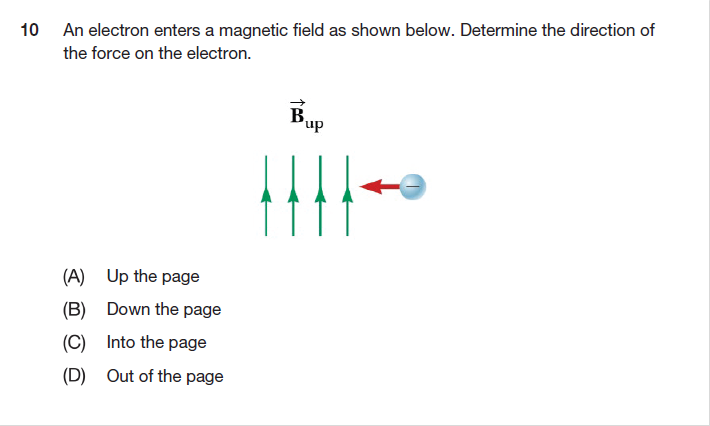 10 An electron enters a magnetic field as shown below. Determine the direction of
the force on the electron.
B⃗up
−
(A) Up the page
(B) Down the page
(C) Into the page
(D) Out of the page